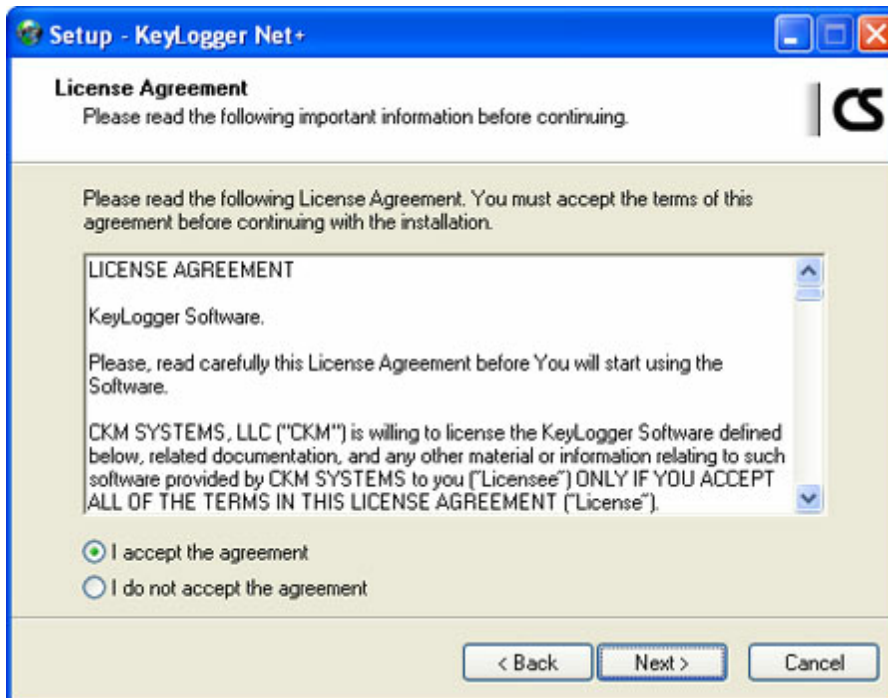 Setup - KeyLogger Net+
License Agreement
Please read the following important information before continuing.
CS
Please read the following License Agreement. You must accept the terms of this
agreement before continuing with the installation.
LICENSE AGREEMENT
KeyLogger Software.
Please, read carefully this License Agreement before You will start using the
Software.
CKM SYSTEMS, LLC ("CKM") is willing to license the KeyLogger Software defined
below, related documentation, and any other material or information relating to such
software provided by CKM SYSTEMS to you ("Licensee") ONLY IF YOU ACCEPT
ALL OF THE TERMS IN THIS LICENSE AGREEMENT ("License").
I accept the agreement
I do not accept the agreement
< Back
Next >
Cancel